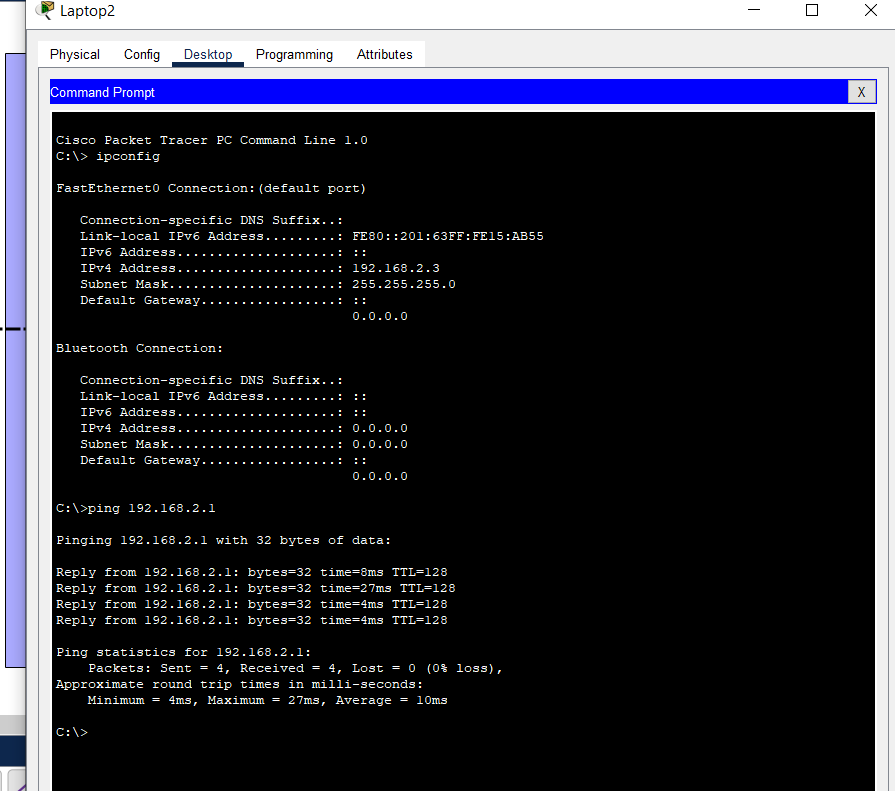 Laptop2
Physical Config Desktop Programming Attributes
Command Prompt X
Cisco Packet Tracer PC Command Line 1.0
C:\> ipconfig
FastEthernet0 Connection:(default port)
Connection-specific DNS Suffix..:
Link-local IPv6 Address.........: FE80::201:63FF:FE15:AB55
IPv6 Address....................: ::
IPv4 Address....................: 192.168.2.3
Subnet Mask.....................: 255.255.255.0
Default Gateway.................: ::
0.0.0.0
Bluetooth Connection:
Connection-specific DNS Suffix..:
Link-local IPv6 Address.........: ::
IPv6 Address....................: ::
IPv4 Address....................: 0.0.0.0
Subnet Mask.....................: 0.0.0.0
Default Gateway.................: ::
0.0.0.0
C:\>ping 192.168.2.1
Pinging 192.168.2.1 with 32 bytes of data:
Reply from 192.168.2.1: bytes=32 time=8ms TTL=128
Reply from 192.168.2.1: bytes=32 time=27ms TTL=128
Reply from 192.168.2.1: bytes=32 time=4ms TTL=128
Reply from 192.168.2.1: bytes=32 time=4ms TTL=128
Ping statistics for 192.168.2.1:
Packets: Sent = 4, Received = 4, Lost = 0 (0% loss),
Approximate round trip times in milli-seconds:
Minimum = 4ms, Maximum = 27ms, Average = 10ms
C:\>